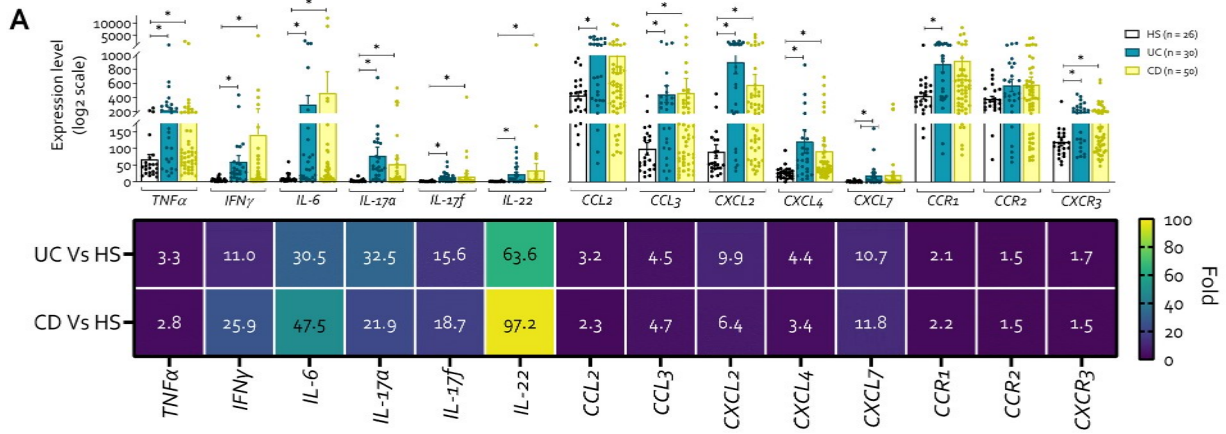 A
Expression level
(log2 scale)
10000
5000
1000
800
600
400
200
150
100
50
0
* * * * * * * * * * * * * * * * * * * * * * *
HS (n = 26)
UC (n = 30)
CD (n = 50)
TNFα IFNγ IL-6 IL-17a IL-17f IL-22 CCL2 CCL3 CXCL2 CXCL4 CXCL7 CCR1 CCR2 CXCR3
UC Vs HS 3.3 11.0 30.5 32.5 15.6 63.6 3.2 4.5 9.9 4.4 10.7 2.1 1.5 1.7
CD Vs HS 2.8 25.9 47.5 21.9 18.7 97.2 2.3 4.7 6.4 3.4 11.8 2.2 1.5 1.5
TNFα IFNγ IL-6 IL-17a IL-17f IL-22 CCL2 CCL3 CXCL2 CXCL4 CXCL7 CCR1 CCR2 CXCR3
100
80
60
40
20
0
Fold